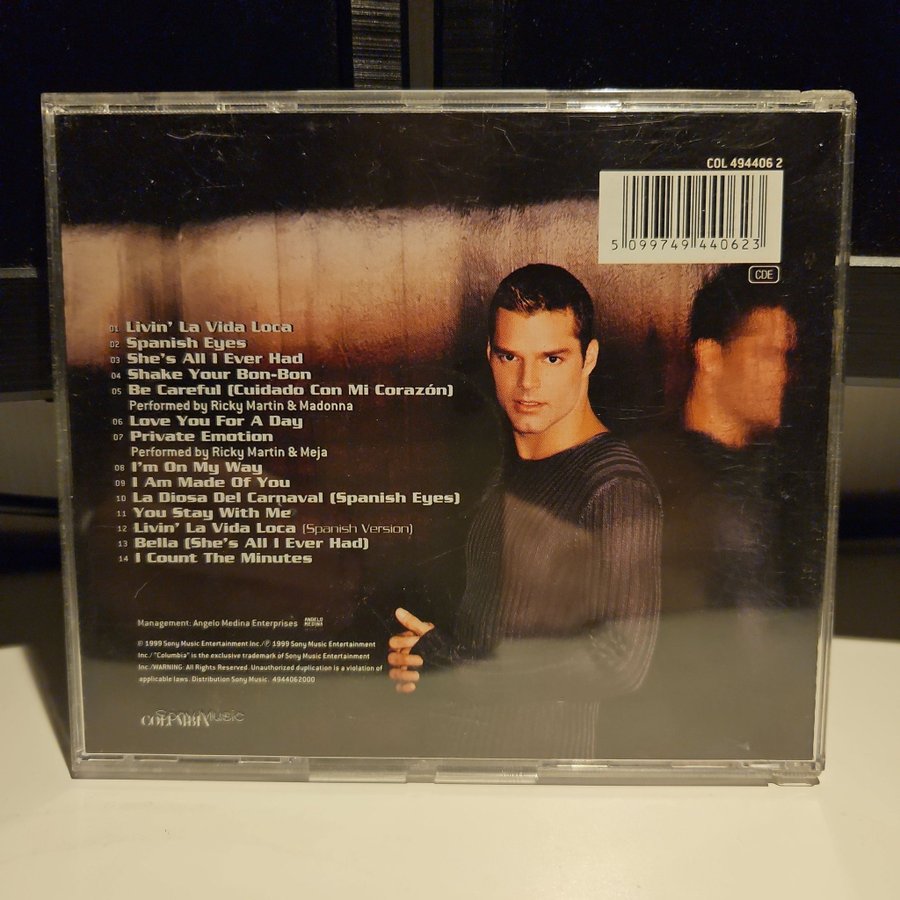 COL 494406 2
5 099749 440623
CDE
01 Livin' La Vida Loca
02 Spanish Eyes
03 She's All I Ever Had
04 Shake Your Bon-Bon
05 Be Careful (Cuidado Con Mi Corazón)
Performed by Ricky Martin & Madonna
06 Love You For A Day
07 Private Emotion
Performed by Ricky Martin & Meja
08 I'm On My Way
09 I Am Made Of You
10 La Diosa Del Carnaval (Spanish Eyes)
11 You Stay With Me
12 Livin' La Vida Loca (Spanish Version)
13 Bella (She's All I Ever Had)
14 I Count The Minutes
Management: Angelo Medina Enterprises ANGELO
MEDINA
© 1999 Sony Music Entertainment Inc./℗ 1999 Sony Music Entertainment
Inc./ "Columbia" is the exclusive trademark of Sony Music Entertainment
Inc./WARNING: All Rights Reserved. Unauthorized duplication is a violation of
applicable laws. Distribution Sony Music. 4944062000
Sony Music
COLUMBIA